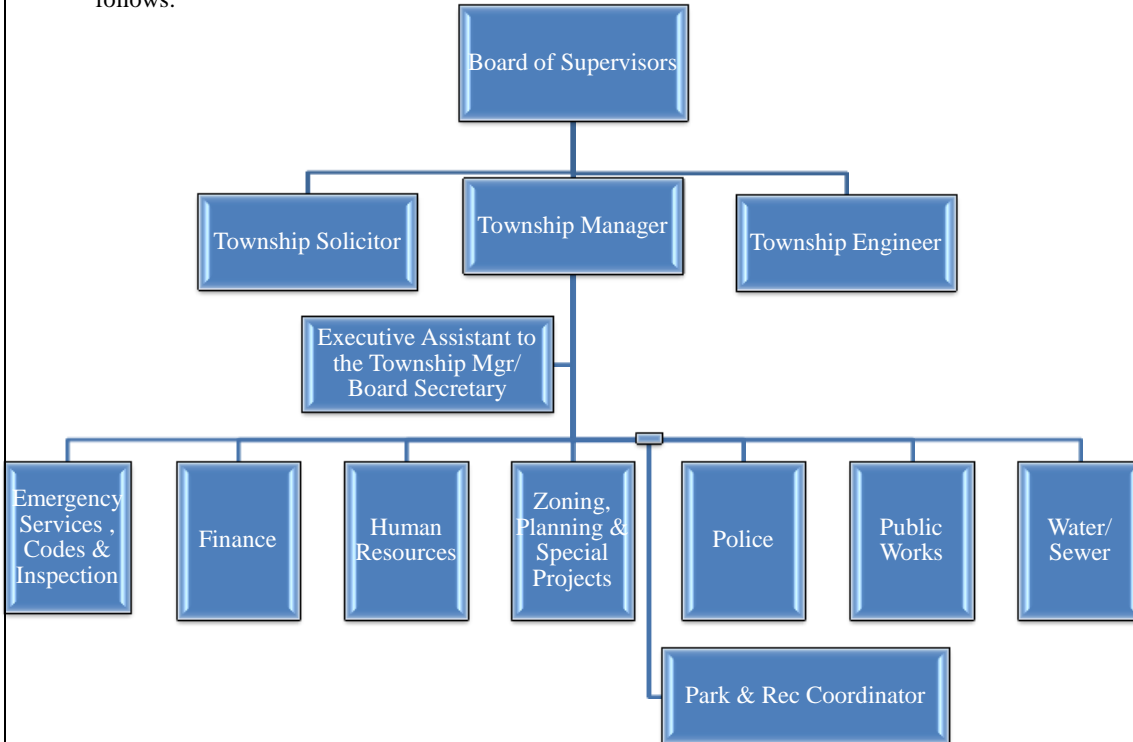 follows:
Board of Supervisors
Township Solicitor
Township Manager
Township Engineer
Executive Assistant to
the Township Mgr/
Board Secretary
Emergency
Services ,
Codes &
Inspection
Finance
Human
Resources
Zoning,
Planning &
Special
Projects
Police
Public
Works
Water/
Sewer
Park & Rec Coordinator